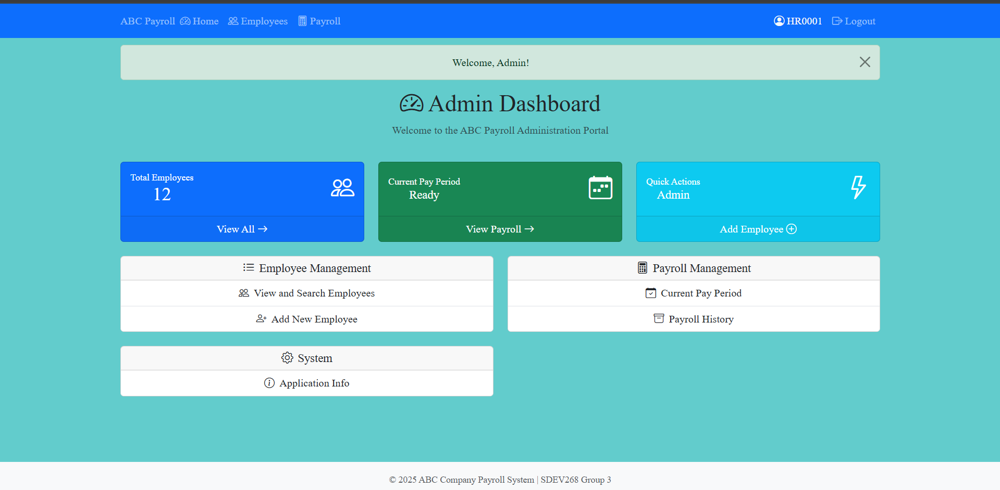 ABC Payroll Home Employees Payroll HR0001 Logout
Welcome, Admin!
Admin Dashboard
Welcome to the ABC Payroll Administration Portal
Total Employees
12
View All
Current Pay Period
Ready
View Payroll
Quick Actions
Admin
Add Employee
Employee Management
View and Search Employees
Add New Employee
Payroll Management
Current Pay Period
Payroll History
System
Application Info
© 2025 ABC Company Payroll System | SDEV268 Group 3